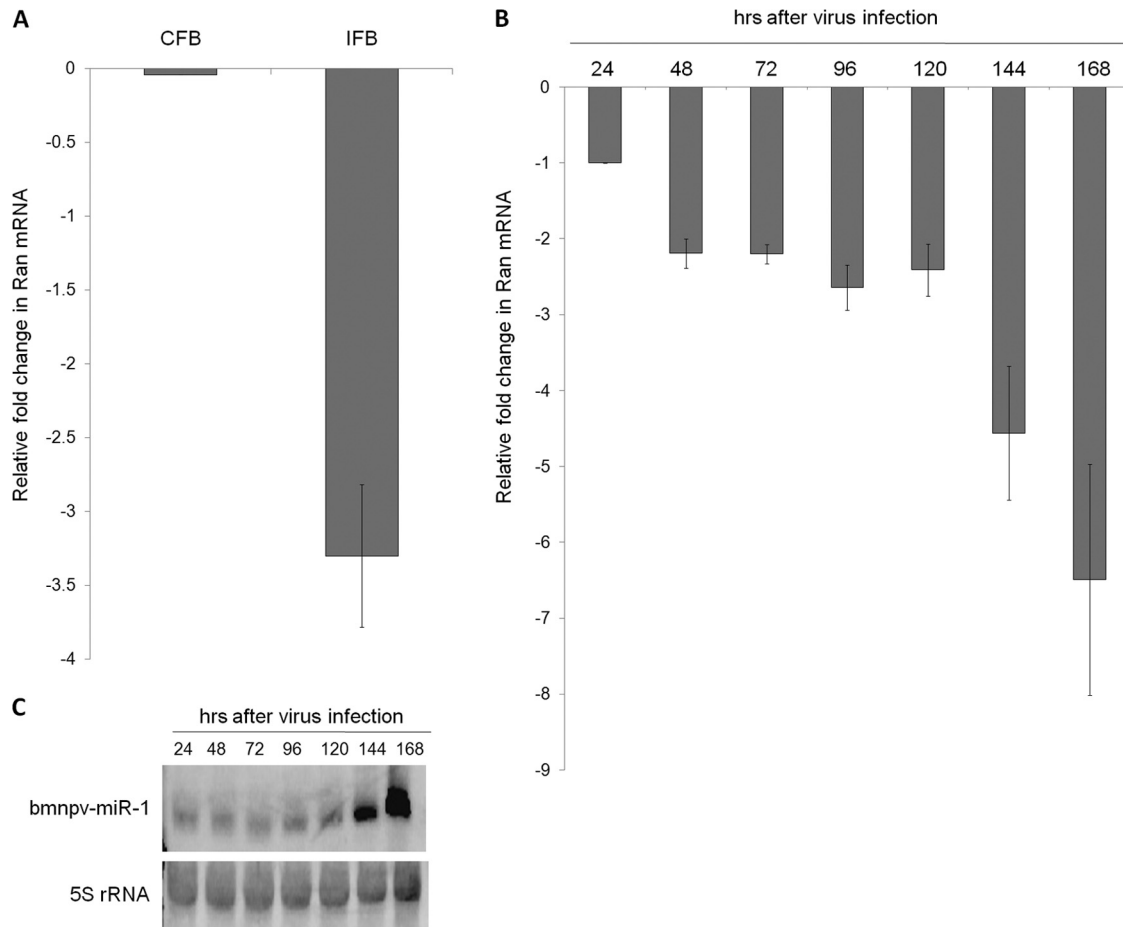 A
CFB IFB
0
-0.5
-1
-1.5
-2
-2.5
-3
-3.5
-4
Relative fold change in Ran mRNA
B
hrs after virus infection
24 48 72 96 120 144 168
0
-1
-2
-3
-4
-5
-6
-7
-8
-9
Relative fold change in Ran mRNA
C
hrs after virus infection
24 48 72 96 120 144 168
bmnpv-miR-1
5S rRNA